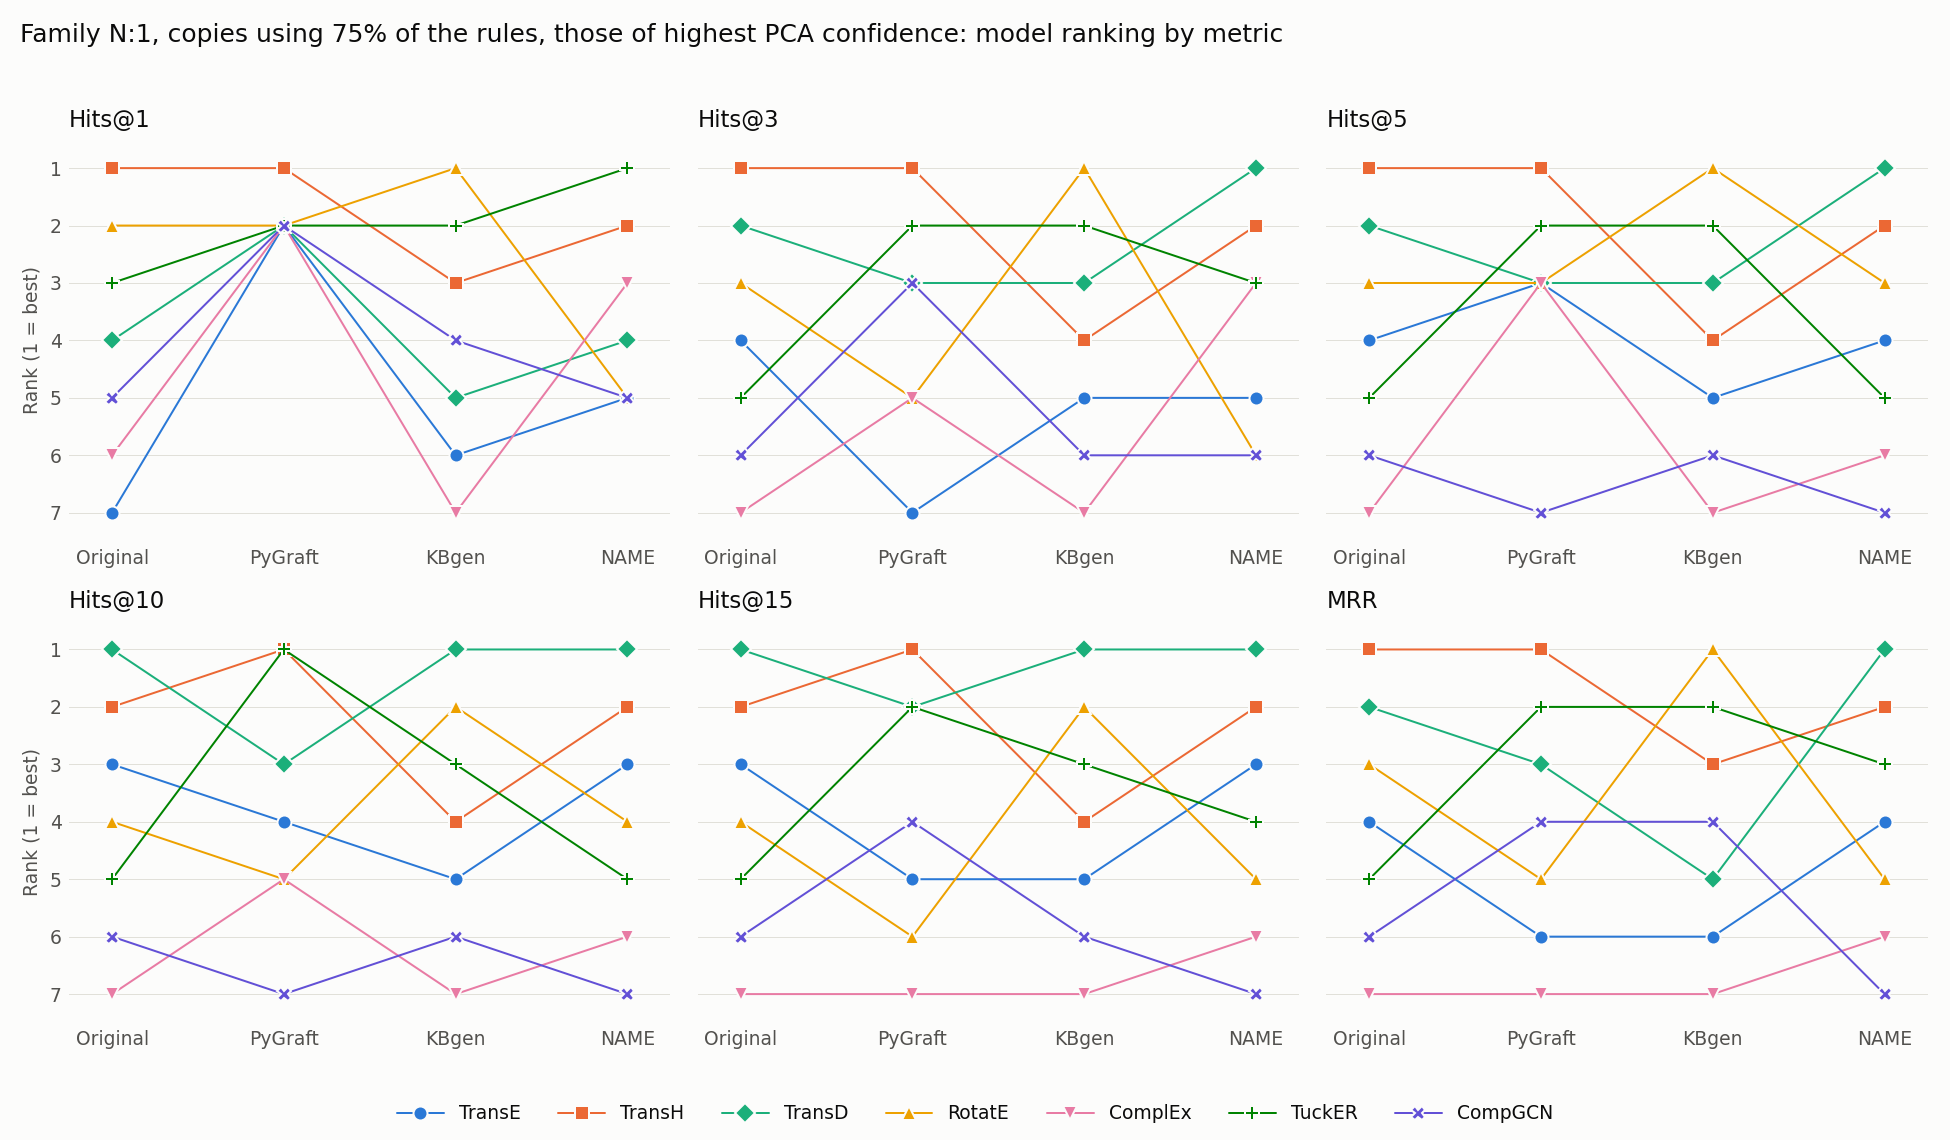 Family N:1, copies using 75% of the rules, those of highest PCA confidence: model ranking by metric
Hits@1
Hits@3
Hits@5
Rank (1 = best)
1
2
3
4
5
6
7
Original PyGraft KBgen NAME
Original PyGraft KBgen NAME
Original PyGraft KBgen NAME
Hits@10
Hits@15
MRR
Rank (1 = best)
1
2
3
4
5
6
7
Original PyGraft KBgen NAME
Original PyGraft KBgen NAME
Original PyGraft KBgen NAME
TransE TransH TransD RotatE ComplEx TuckER CompGCN